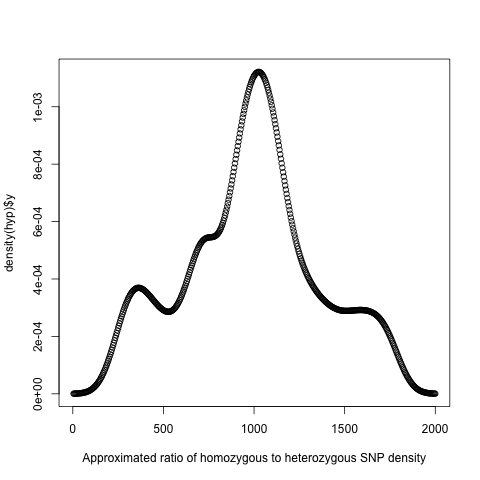 density(hyp)$y
1e-03
8e-04
6e-04
4e-04
2e-04
0e+00
0 500 1000 1500 2000
Approximated ratio of homozygous to heterozygous SNP density